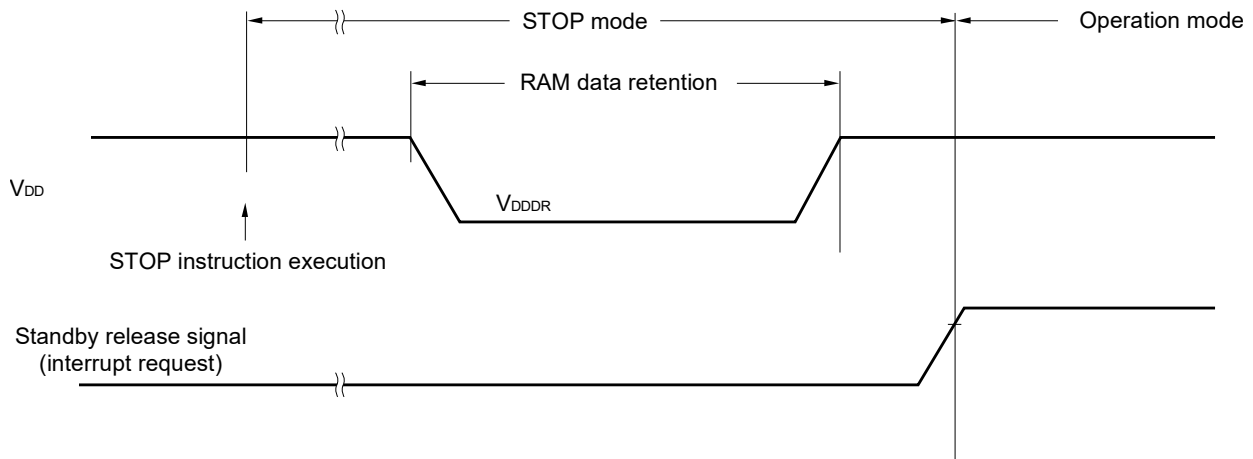 STOP mode
Operation mode
RAM data retention
VDD
VDDDR
STOP instruction execution
Standby release signal
(interrupt request)